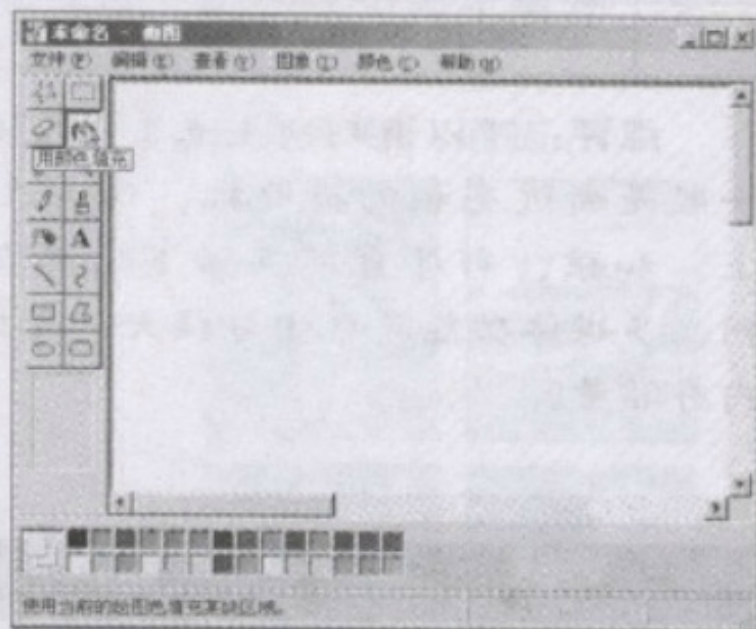 未命名 - 画图
文件(F) 编辑(E) 查看(V) 图象(I) 颜色(C) 帮助(H)
用颜色填充
A
使用当前的绘图色填充某块区域。